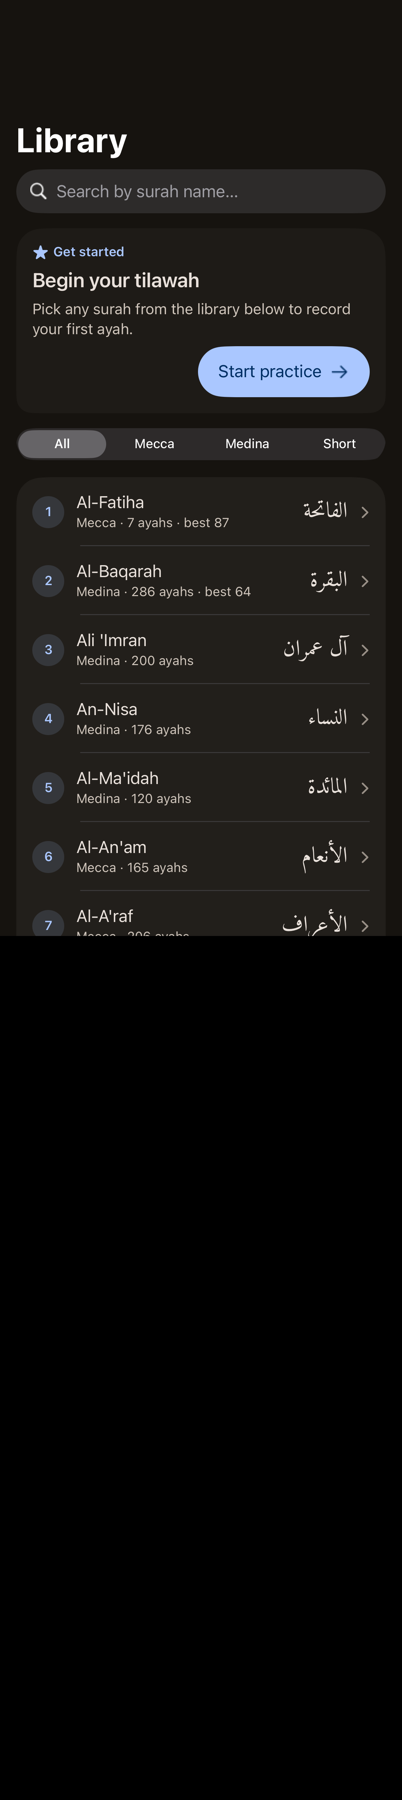 Library
Search by surah name...
Get started
Begin your tilawah
Pick any surah from the library below to record
your first ayah.
Start practice
All Mecca Medina Short
1 Al-Fatiha الفاتحة
Mecca · 7 ayahs · best 87
2 Al-Baqarah البقرة
Medina · 286 ayahs · best 64
3 Ali 'Imran آل عمران
Medina · 200 ayahs
4 An-Nisa النساء
Medina · 176 ayahs
5 Al-Ma'idah المائدة
Medina · 120 ayahs
6 Al-An'am الأنعام
Mecca · 165 ayahs
7 Al-A'raf الأعراف
Mecca · 206 ayahs